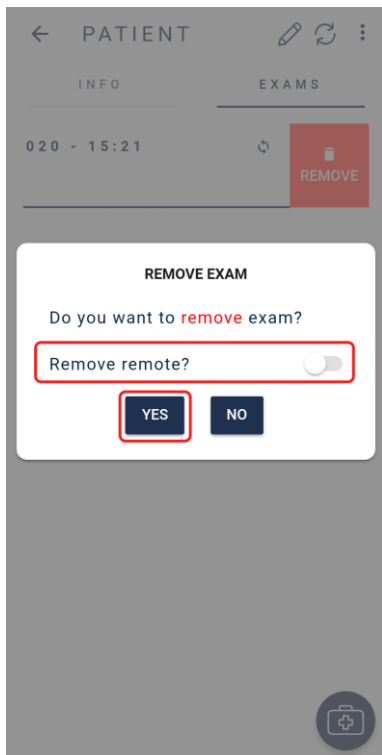 PATIENT
INFO EXAMS
020 - 15:21
REMOVE
REMOVE EXAM
Do you want to remove exam?
Remove remote?
YES NO